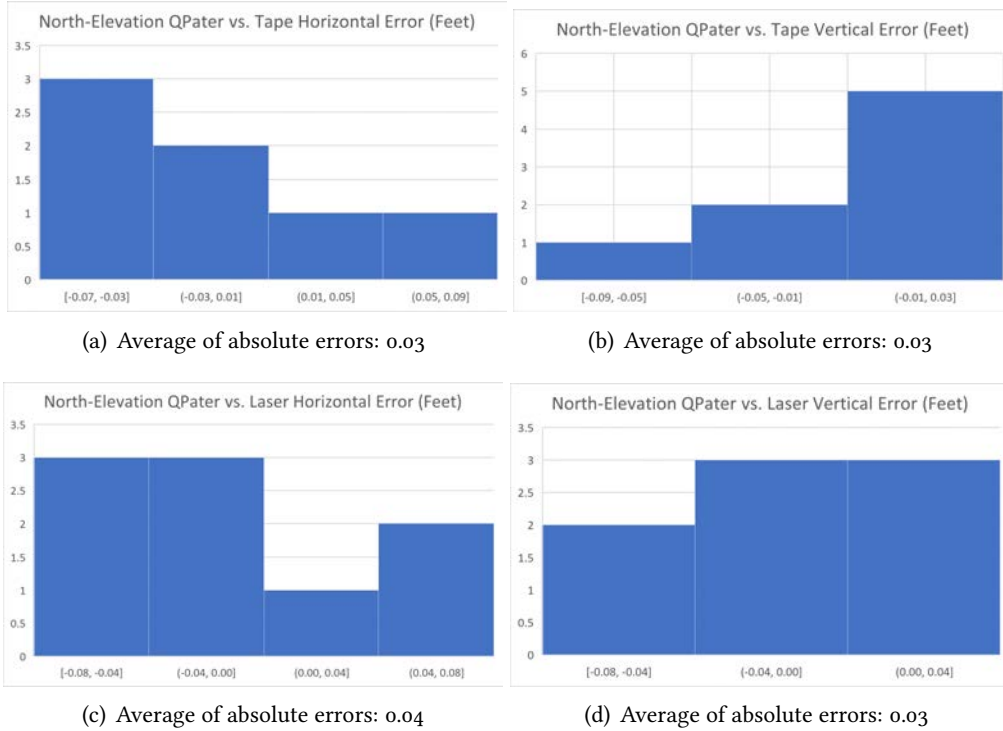 North-Elevation QPater vs. Tape Horizontal Error (Feet)
3.5
3
2.5
2
1.5
1
0.5
0
[-0.07, -0.03] (-0.03, 0.01] (0.01, 0.05] (0.05, 0.09]
(a) Average of absolute errors: 0.03
North-Elevation QPater vs. Tape Vertical Error (Feet)
6
5
4
3
2
1
0
[-0.09, -0.05] (-0.05, -0.01] (-0.01, 0.03]
(b) Average of absolute errors: 0.03
North-Elevation QPater vs. Laser Horizontal Error (Feet)
3.5
3
2.5
2
1.5
1
0.5
0
[-0.08, -0.04] (-0.04, 0.00] (0.00, 0.04] (0.04, 0.08]
(c) Average of absolute errors: 0.04
North-Elevation QPater vs. Laser Vertical Error (Feet)
3.5
3
2.5
2
1.5
1
0.5
0
[-0.08, -0.04] (-0.04, 0.00] (0.00, 0.04]
(d) Average of absolute errors: 0.03